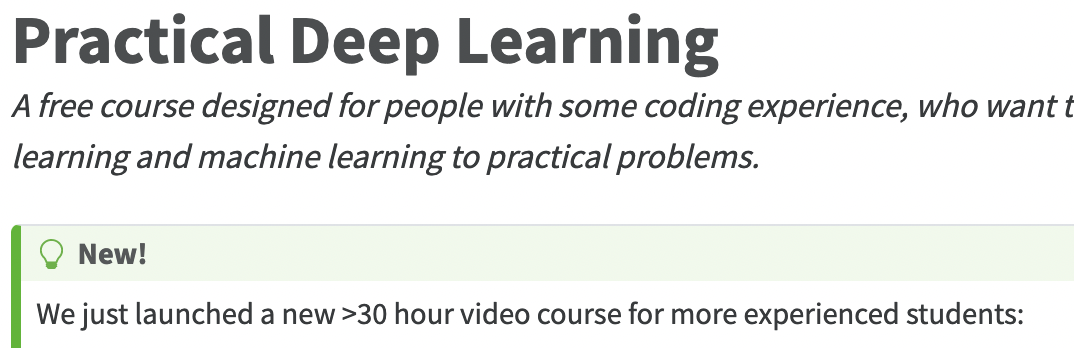 Practical Deep Learning
A free course designed for people with some coding experience, who want
learning and machine learning to practical problems.
New!
We just launched a new >30 hour video course for more experienced students: